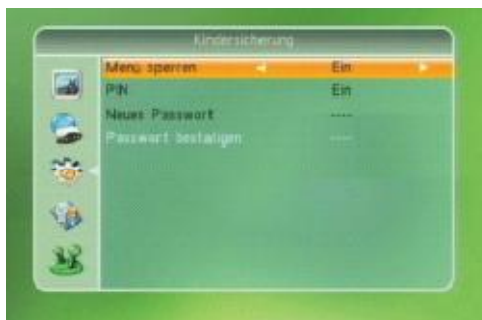 Kindersicherung
Menü sperren Ein
PIN Ein
Neues Passwort ----
Passwort bestätigen ----